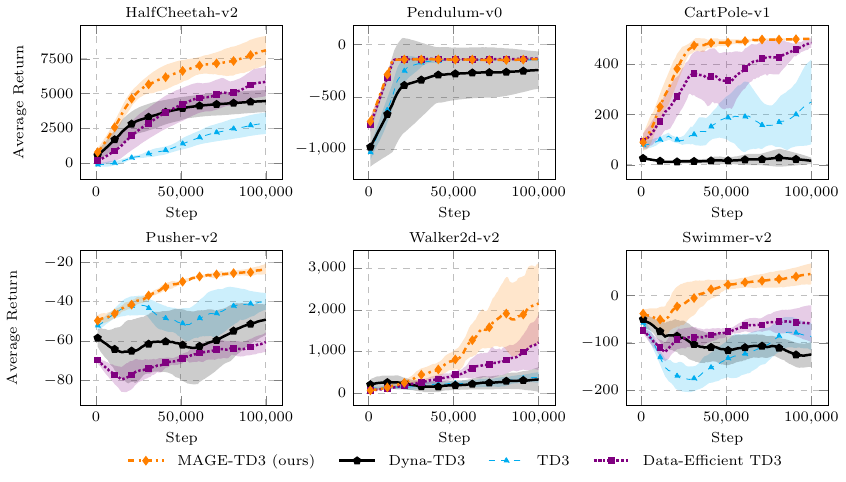 HalfCheetah-v2 Pendulum-v0 CartPole-v1
Average Return
7500
5000
2500
0
0 50,000 100,000
Step
0
−500
−1,000
0 50,000 100,000
Step
400
200
0
0 50,000 100,000
Step
Pusher-v2 Walker2d-v2 Swimmer-v2
Average Return
−20
−40
−60
−80
0 50,000 100,000
Step
3,000
2,000
1,000
0
0 50,000 100,000
Step
0
−100
−200
0 50,000 100,000
Step
MAGE-TD3 (ours) Dyna-TD3 TD3 Data-Efficient TD3